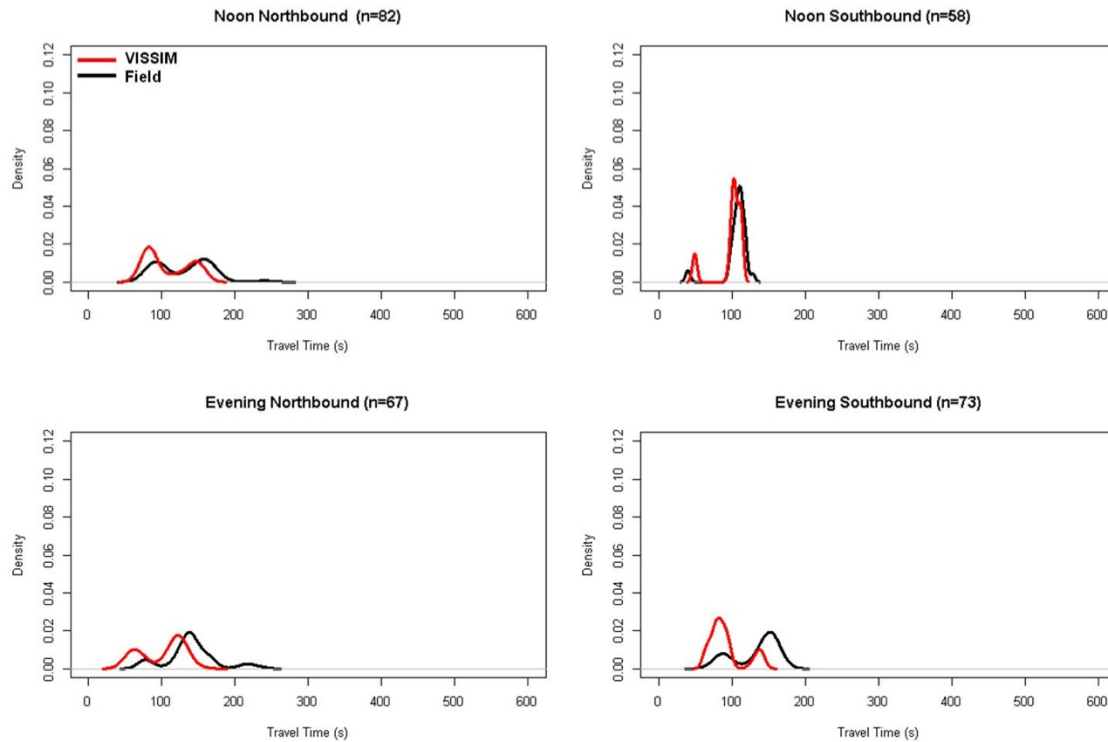 Noon Northbound (n=82)
VISSIM
Field
Density
0.00 0.02 0.04 0.06 0.08 0.10 0.12
0 100 200 300 400 500 600
Travel Time (s)
Noon Southbound (n=58)
Density
0.00 0.02 0.04 0.06 0.08 0.10 0.12
0 100 200 300 400 500 600
Travel Time (s)
Evening Northbound (n=67)
Density
0.00 0.02 0.04 0.06 0.08 0.10 0.12
0 100 200 300 400 500 600
Travel Time (s)
Evening Southbound (n=73)
Density
0.00 0.02 0.04 0.06 0.08 0.10 0.12
0 100 200 300 400 500 600
Travel Time (s)